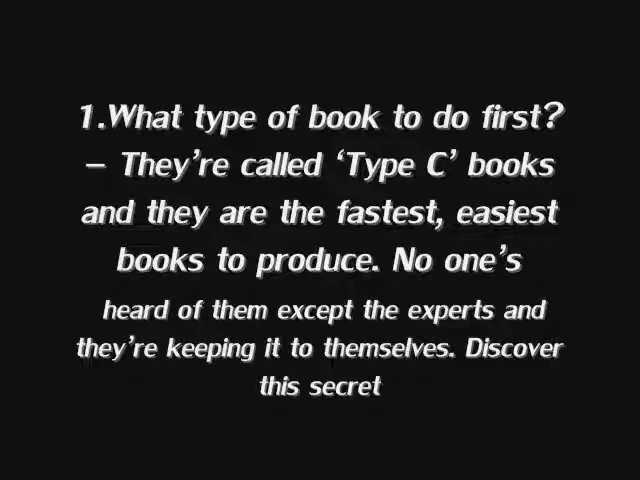 1.What type of book to do first?
– They're called 'Type C' books
and they are the fastest, easiest
books to produce. No one's
heard of them except the experts and
they're keeping it to themselves. Discover
this secret